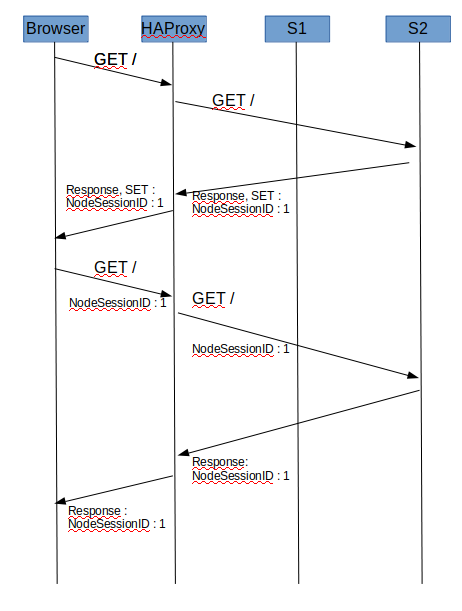 Browser
HAProxy
S1
S2
GET /
GET /
Response, SET :
NodeSessionID : 1
Response, SET :
NodeSessionID : 1
GET /
NodeSessionID : 1
GET /
NodeSessionID : 1
Response:
NodeSessionID : 1
Response :
NodeSessionID : 1